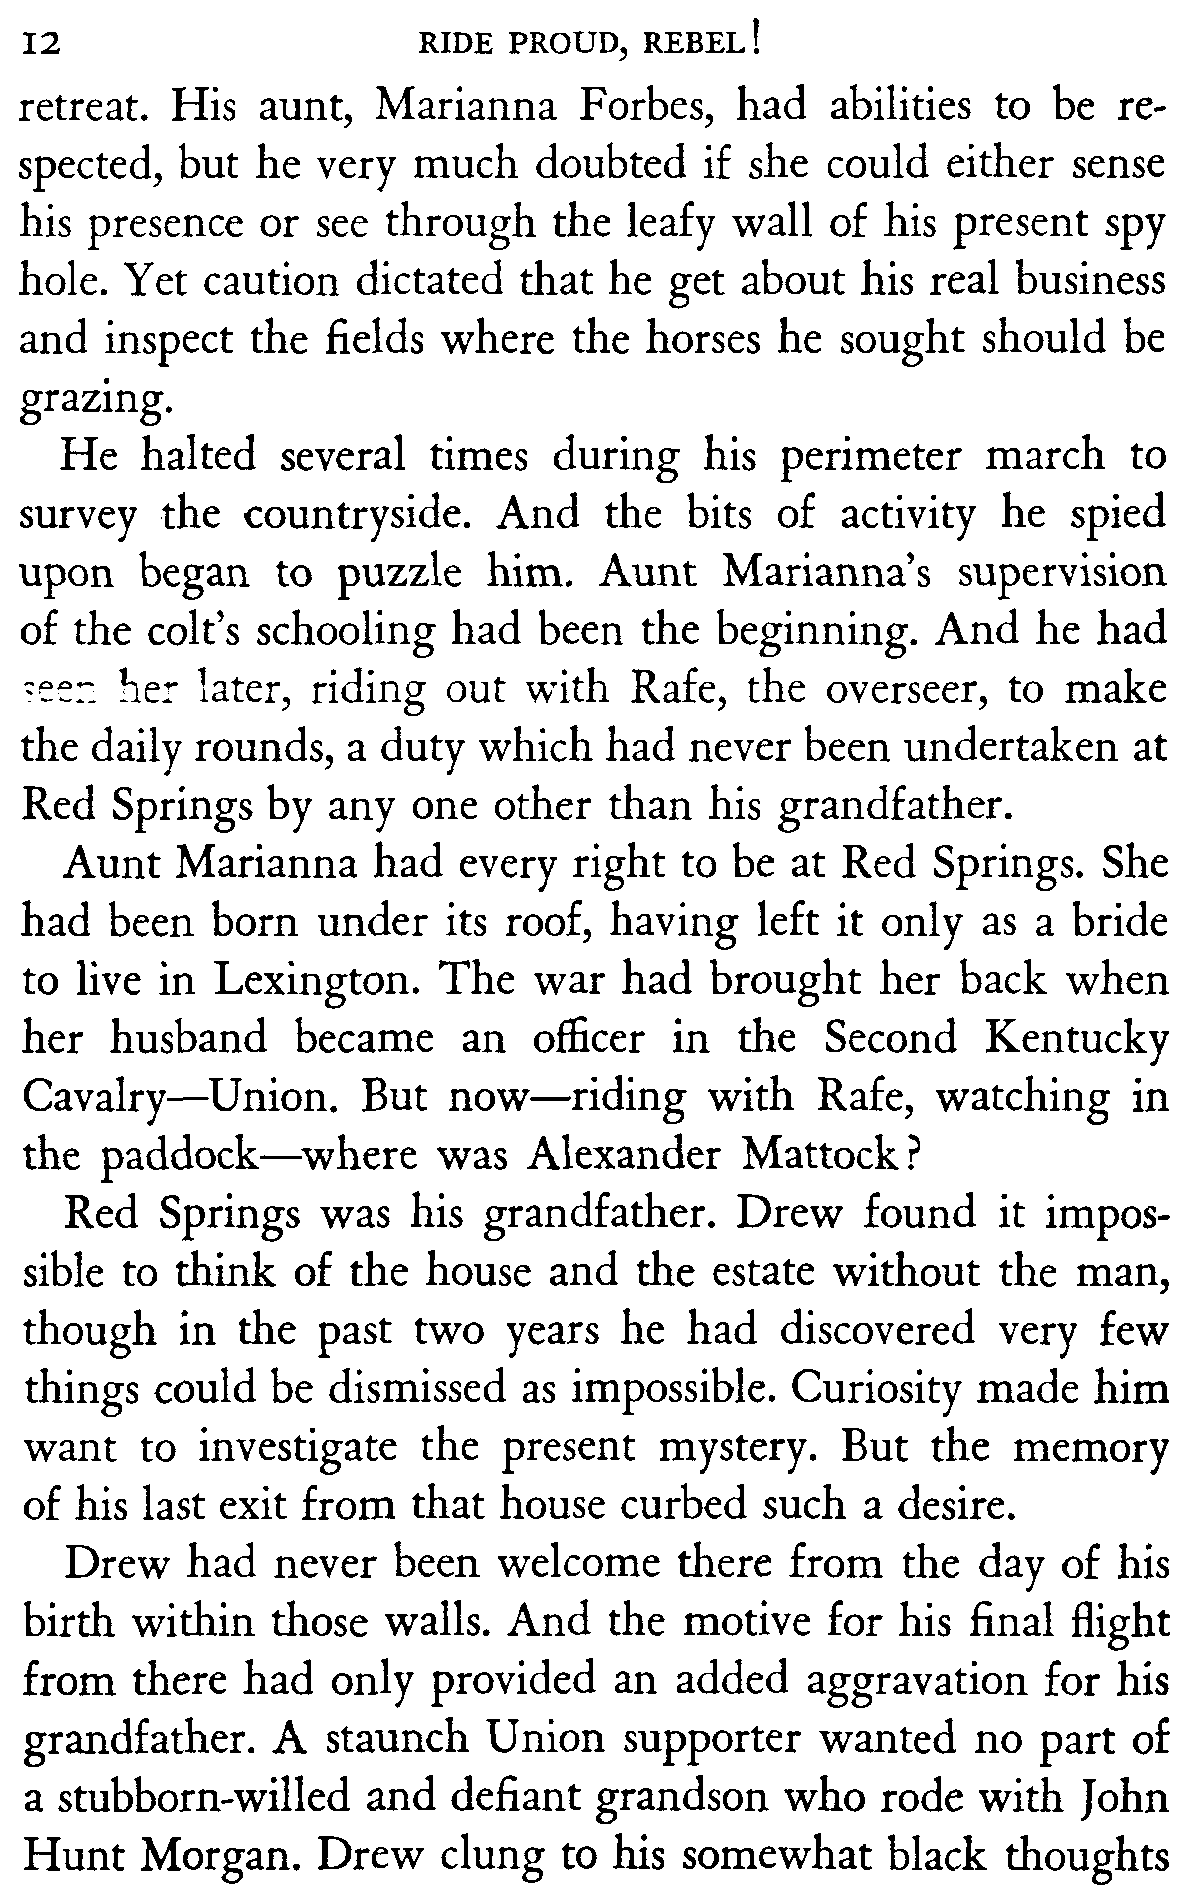 12 RIDE PROUD, REBEL!
retreat. His aunt, Marianna Forbes, had abilities to be re-
spected, but he very much doubted if she could either sense
his presence or see through the leafy wall of his present spy
hole. Yet caution dictated that he get about his real business
and inspect the fields where the horses he sought should be
grazing.
He halted several times during his perimeter march to
survey the countryside. And the bits of activity he spied
upon began to puzzle him. Aunt Marianna's supervision
of the colt's schooling had been the beginning. And he had
seen her later, riding out with Rafe, the overseer, to make
the daily rounds, a duty which had never been undertaken at
Red Springs by any one other than his grandfather.
Aunt Marianna had every right to be at Red Springs. She
had been born under its roof, having left it only as a bride
to live in Lexington. The war had brought her back when
her husband became an officer in the Second Kentucky
Cavalry—Union. But now—riding with Rafe, watching in
the paddock—where was Alexander Mattock?
Red Springs was his grandfather. Drew found it impos-
sible to think of the house and the estate without the man,
though in the past two years he had discovered very few
things could be dismissed as impossible. Curiosity made him
want to investigate the present mystery. But the memory
of his last exit from that house curbed such a desire.
Drew had never been welcome there from the day of his
birth within those walls. And the motive for his final flight
from there had only provided an added aggravation for his
grandfather. A staunch Union supporter wanted no part of
a stubborn-willed and defiant grandson who rode with John
Hunt Morgan. Drew clung to his somewhat black thoughts